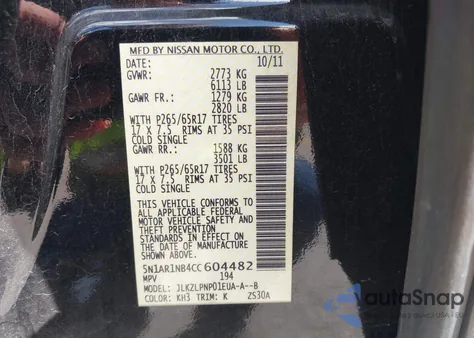 MFD BY NISSAN MOTOR CO., LTD.
DATE: 10/11
GVWR: 2773 KG
6113 LB
GAWR FR.: 1279 KG
2820 LB
WITH P265/65R17 TIRES
17 X 7.5 RIMS AT 35 PSI
COLD SINGLE
GAWR RR.: 1588 KG
3501 LB
WITH P265/65R17 TIRES
17 X 7.5 RIMS AT 35 PSI
COLD SINGLE
THIS VEHICLE CONFORMS TO
ALL APPLICABLE FEDERAL
MOTOR VEHICLE SAFETY AND
THEFT PREVENTION
STANDARDS IN EFFECT ON
THE DATE OF MANUFACTURE
SHOWN ABOVE.
5N1AR1NB4CC604482
MPV 194
MODEL: JLKZLPNP01EUA-A--B
COLOR: KH3 TRIM: K ZS30A
autoSnap